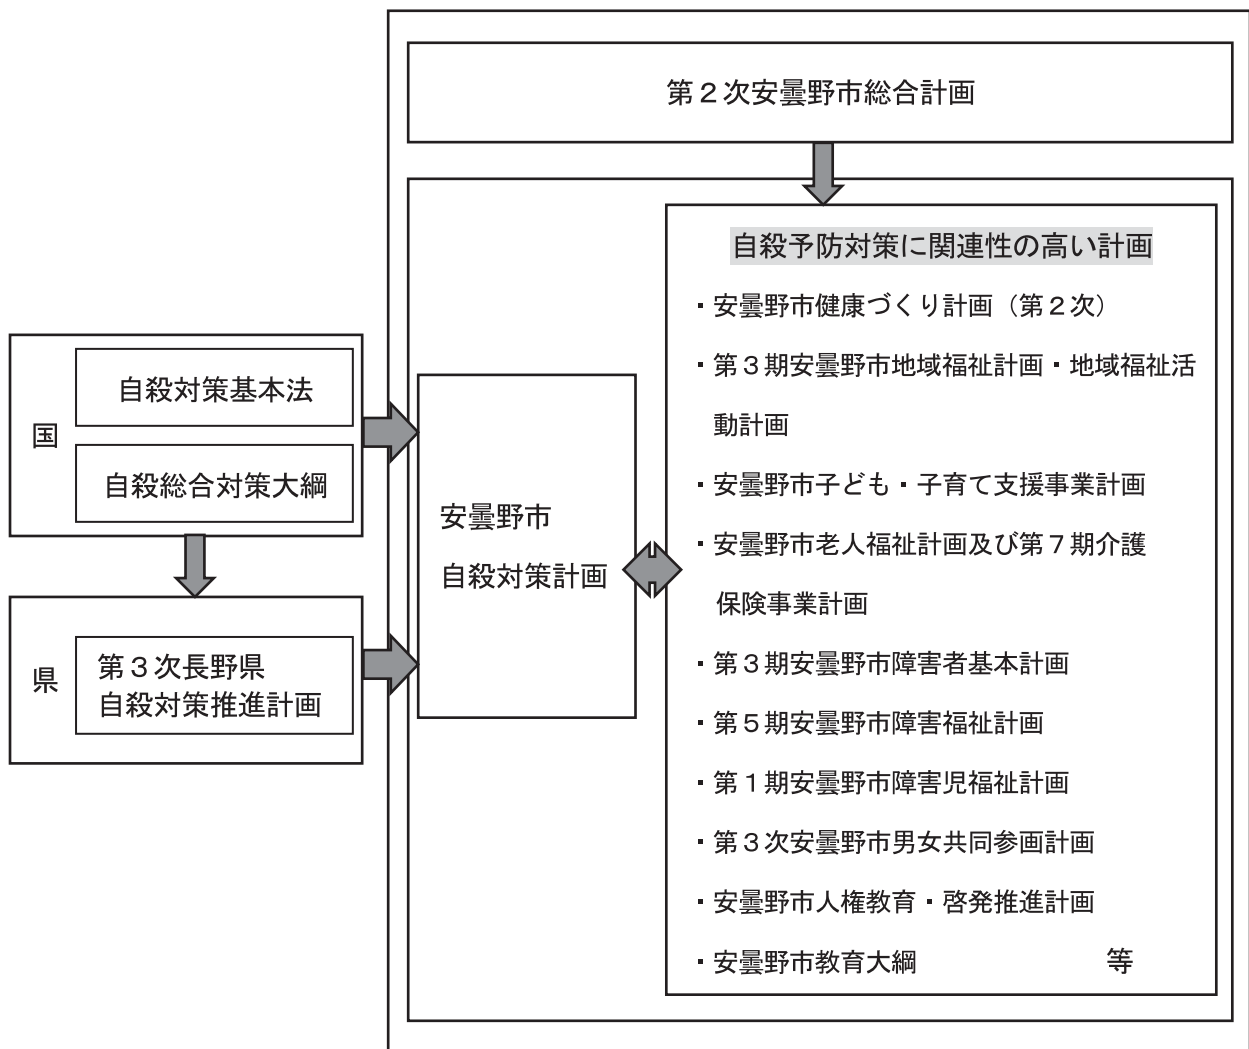 第２次安曇野市総合計画
国
自殺対策基本法
自殺総合対策大綱
県
第３次長野県
自殺対策推進計画
安曇野市
自殺対策計画
自殺予防対策に関連性の高い計画
・安曇野市健康づくり計画（第２次）
・第３期安曇野市地域福祉計画・地域福祉活
動計画
・安曇野市子ども・子育て支援事業計画
・安曇野市老人福祉計画及び第７期介護
保険事業計画
・第３期安曇野市障害者基本計画
・第５期安曇野市障害福祉計画
・第１期安曇野市障害児福祉計画
・第３次安曇野市男女共同参画計画
・安曇野市人権教育・啓発推進計画
・安曇野市教育大綱　等